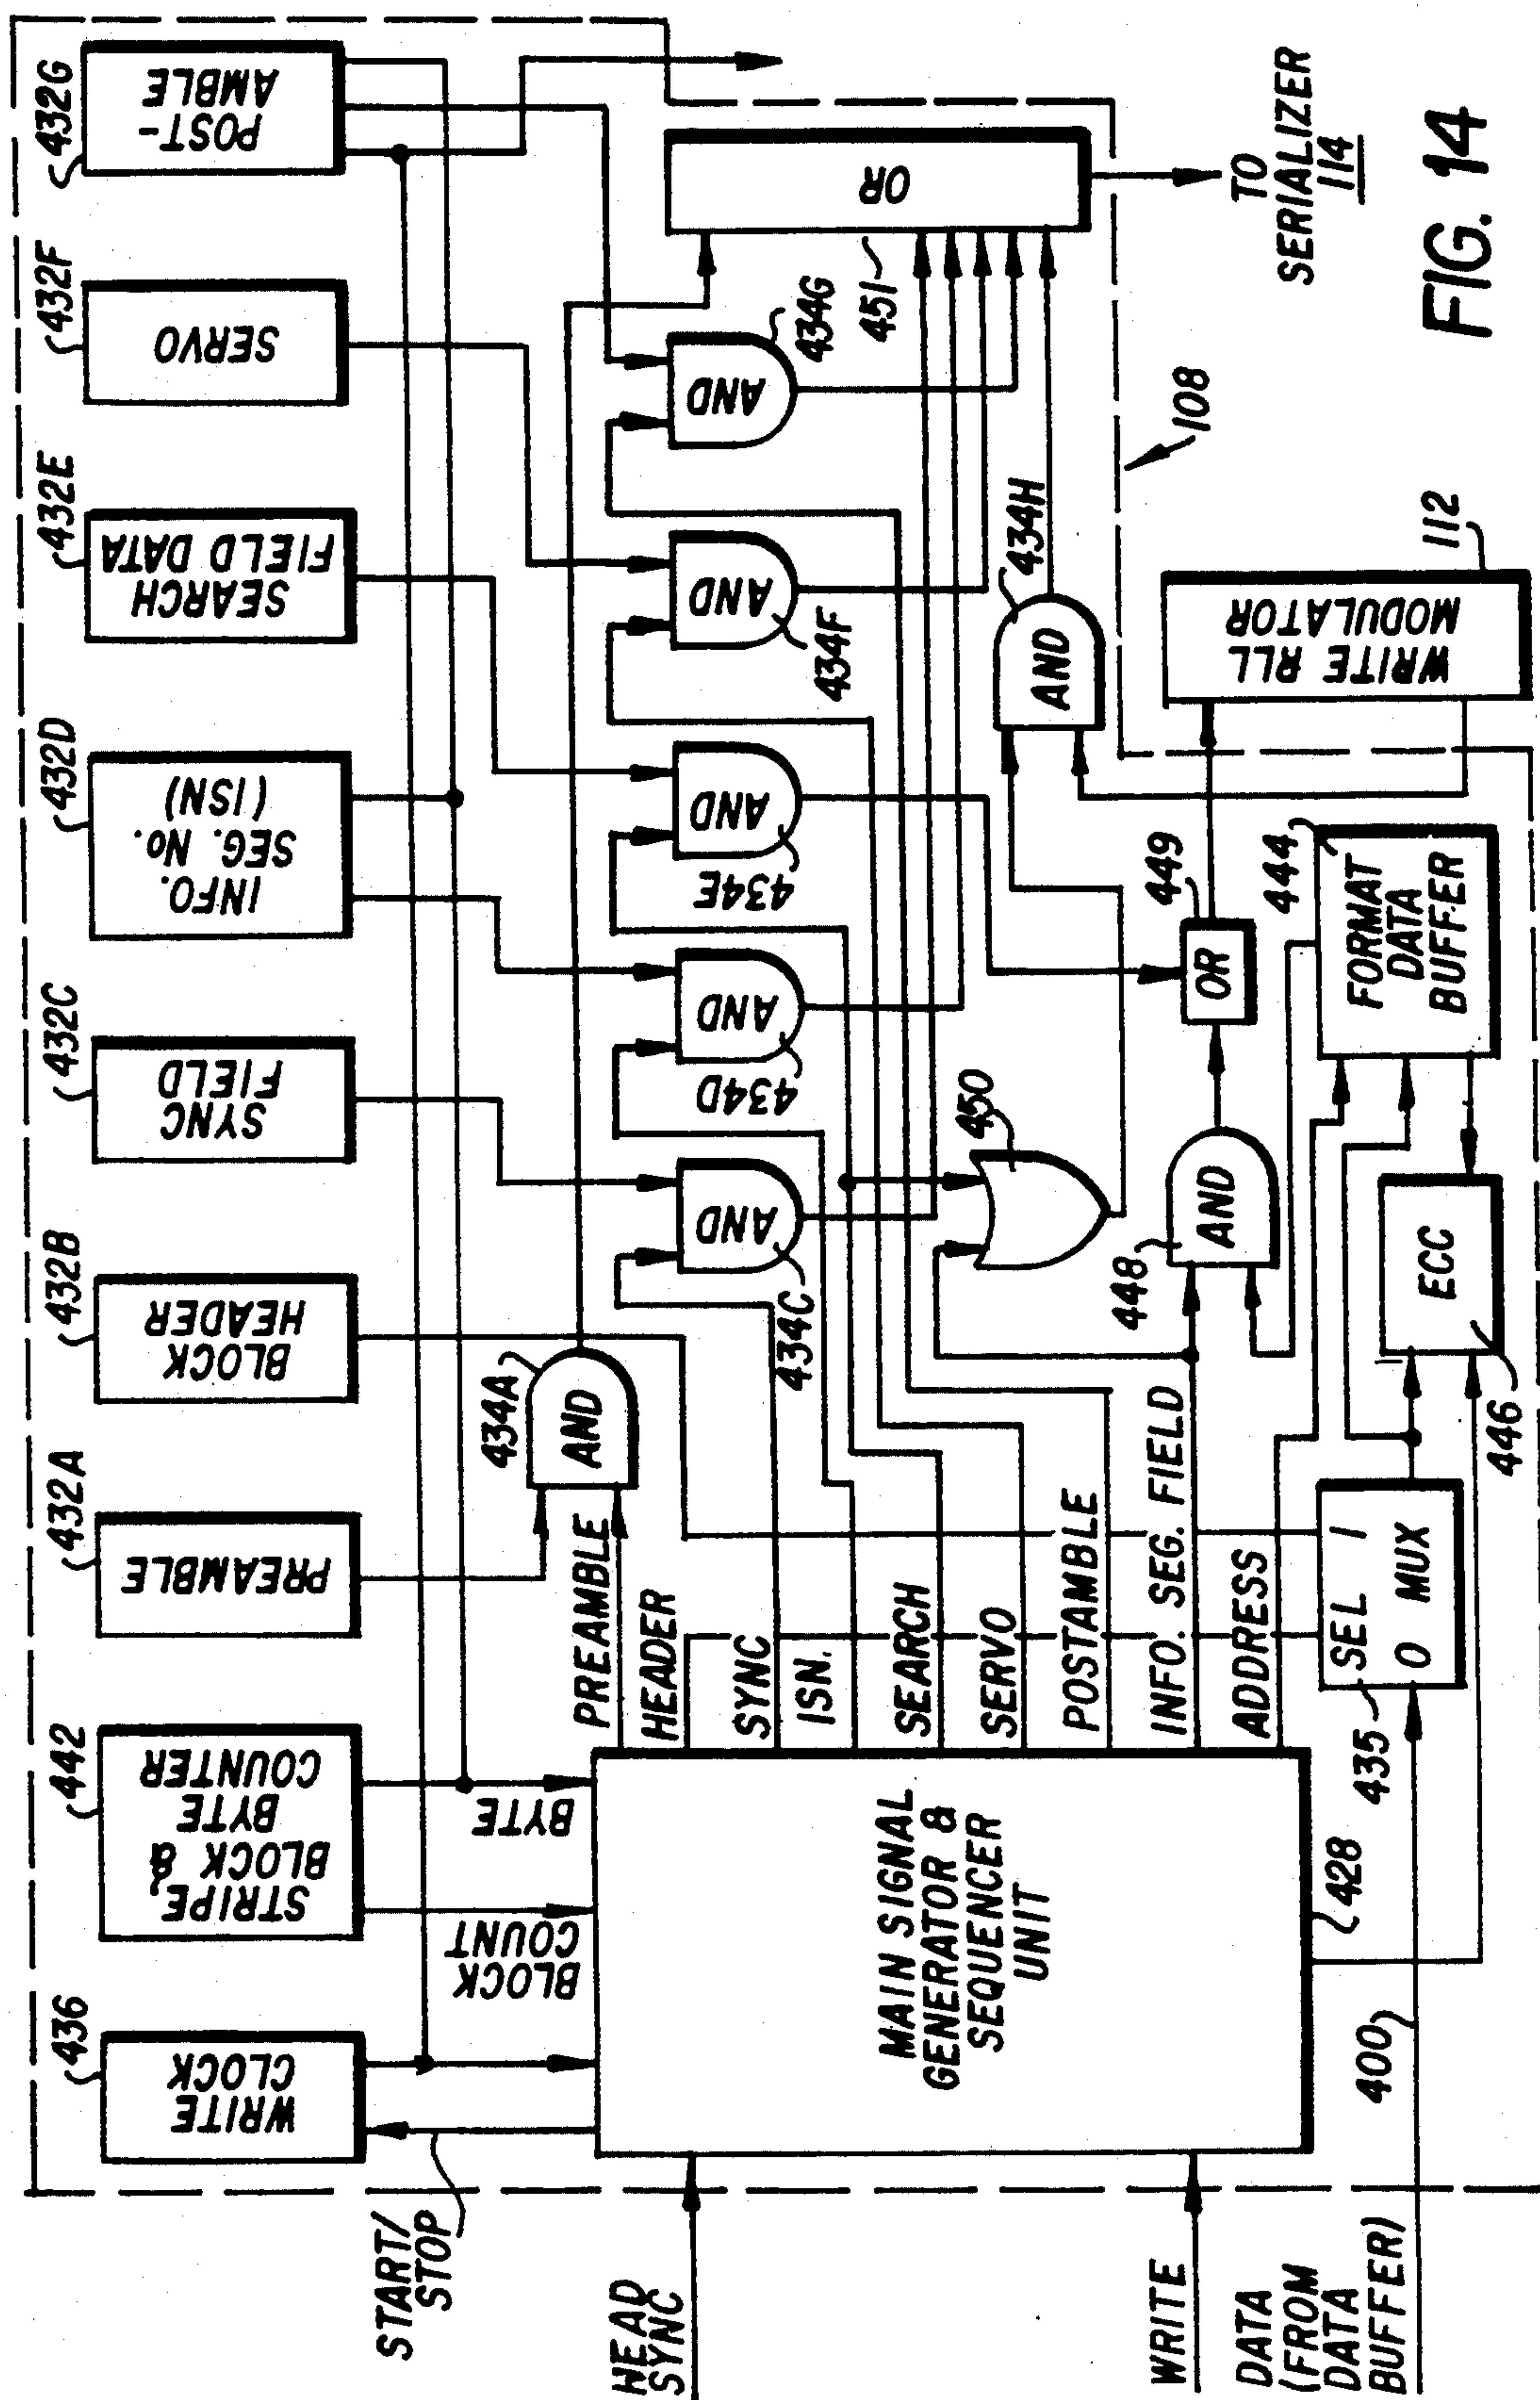 436
WRITE
CLOCK
442
STRIPE,
BLOCK &
BYTE
COUNTER
432A
PREAMBLE
432B
BLOCK
HEADER
432C
SYNC
FIELD
432D
INFO.
SEG. No.
(ISN)
432E
SEARCH
FIELD DATA
432F
SERVO
432G
POST-
AMBLE
START/
STOP
BLOCK
COUNT
BYTE
HEAD
SYNC
WRITE
DATA
(FROM
DATA
BUFFER)
400
MAIN SIGNAL
GENERATOR &
SEQUENCER
UNIT
428
PREAMBLE
HEADER
SYNC
ISN.
SEARCH
SERVO
POSTAMBLE
INFO. SEG. FIELD
ADDRESS
434A
AND
434C
AND
434D
AND
434E
AND
434F
AND
434G
AND
434H
AND
450
448
AND
449
OR
451
OR
435
SEL 1
0 MUX
446
ECC
444
FORMAT
DATA
BUFFER
WRITE RLL
MODULATOR
112
108
TO
SERIALIZER
114
FIG. 14